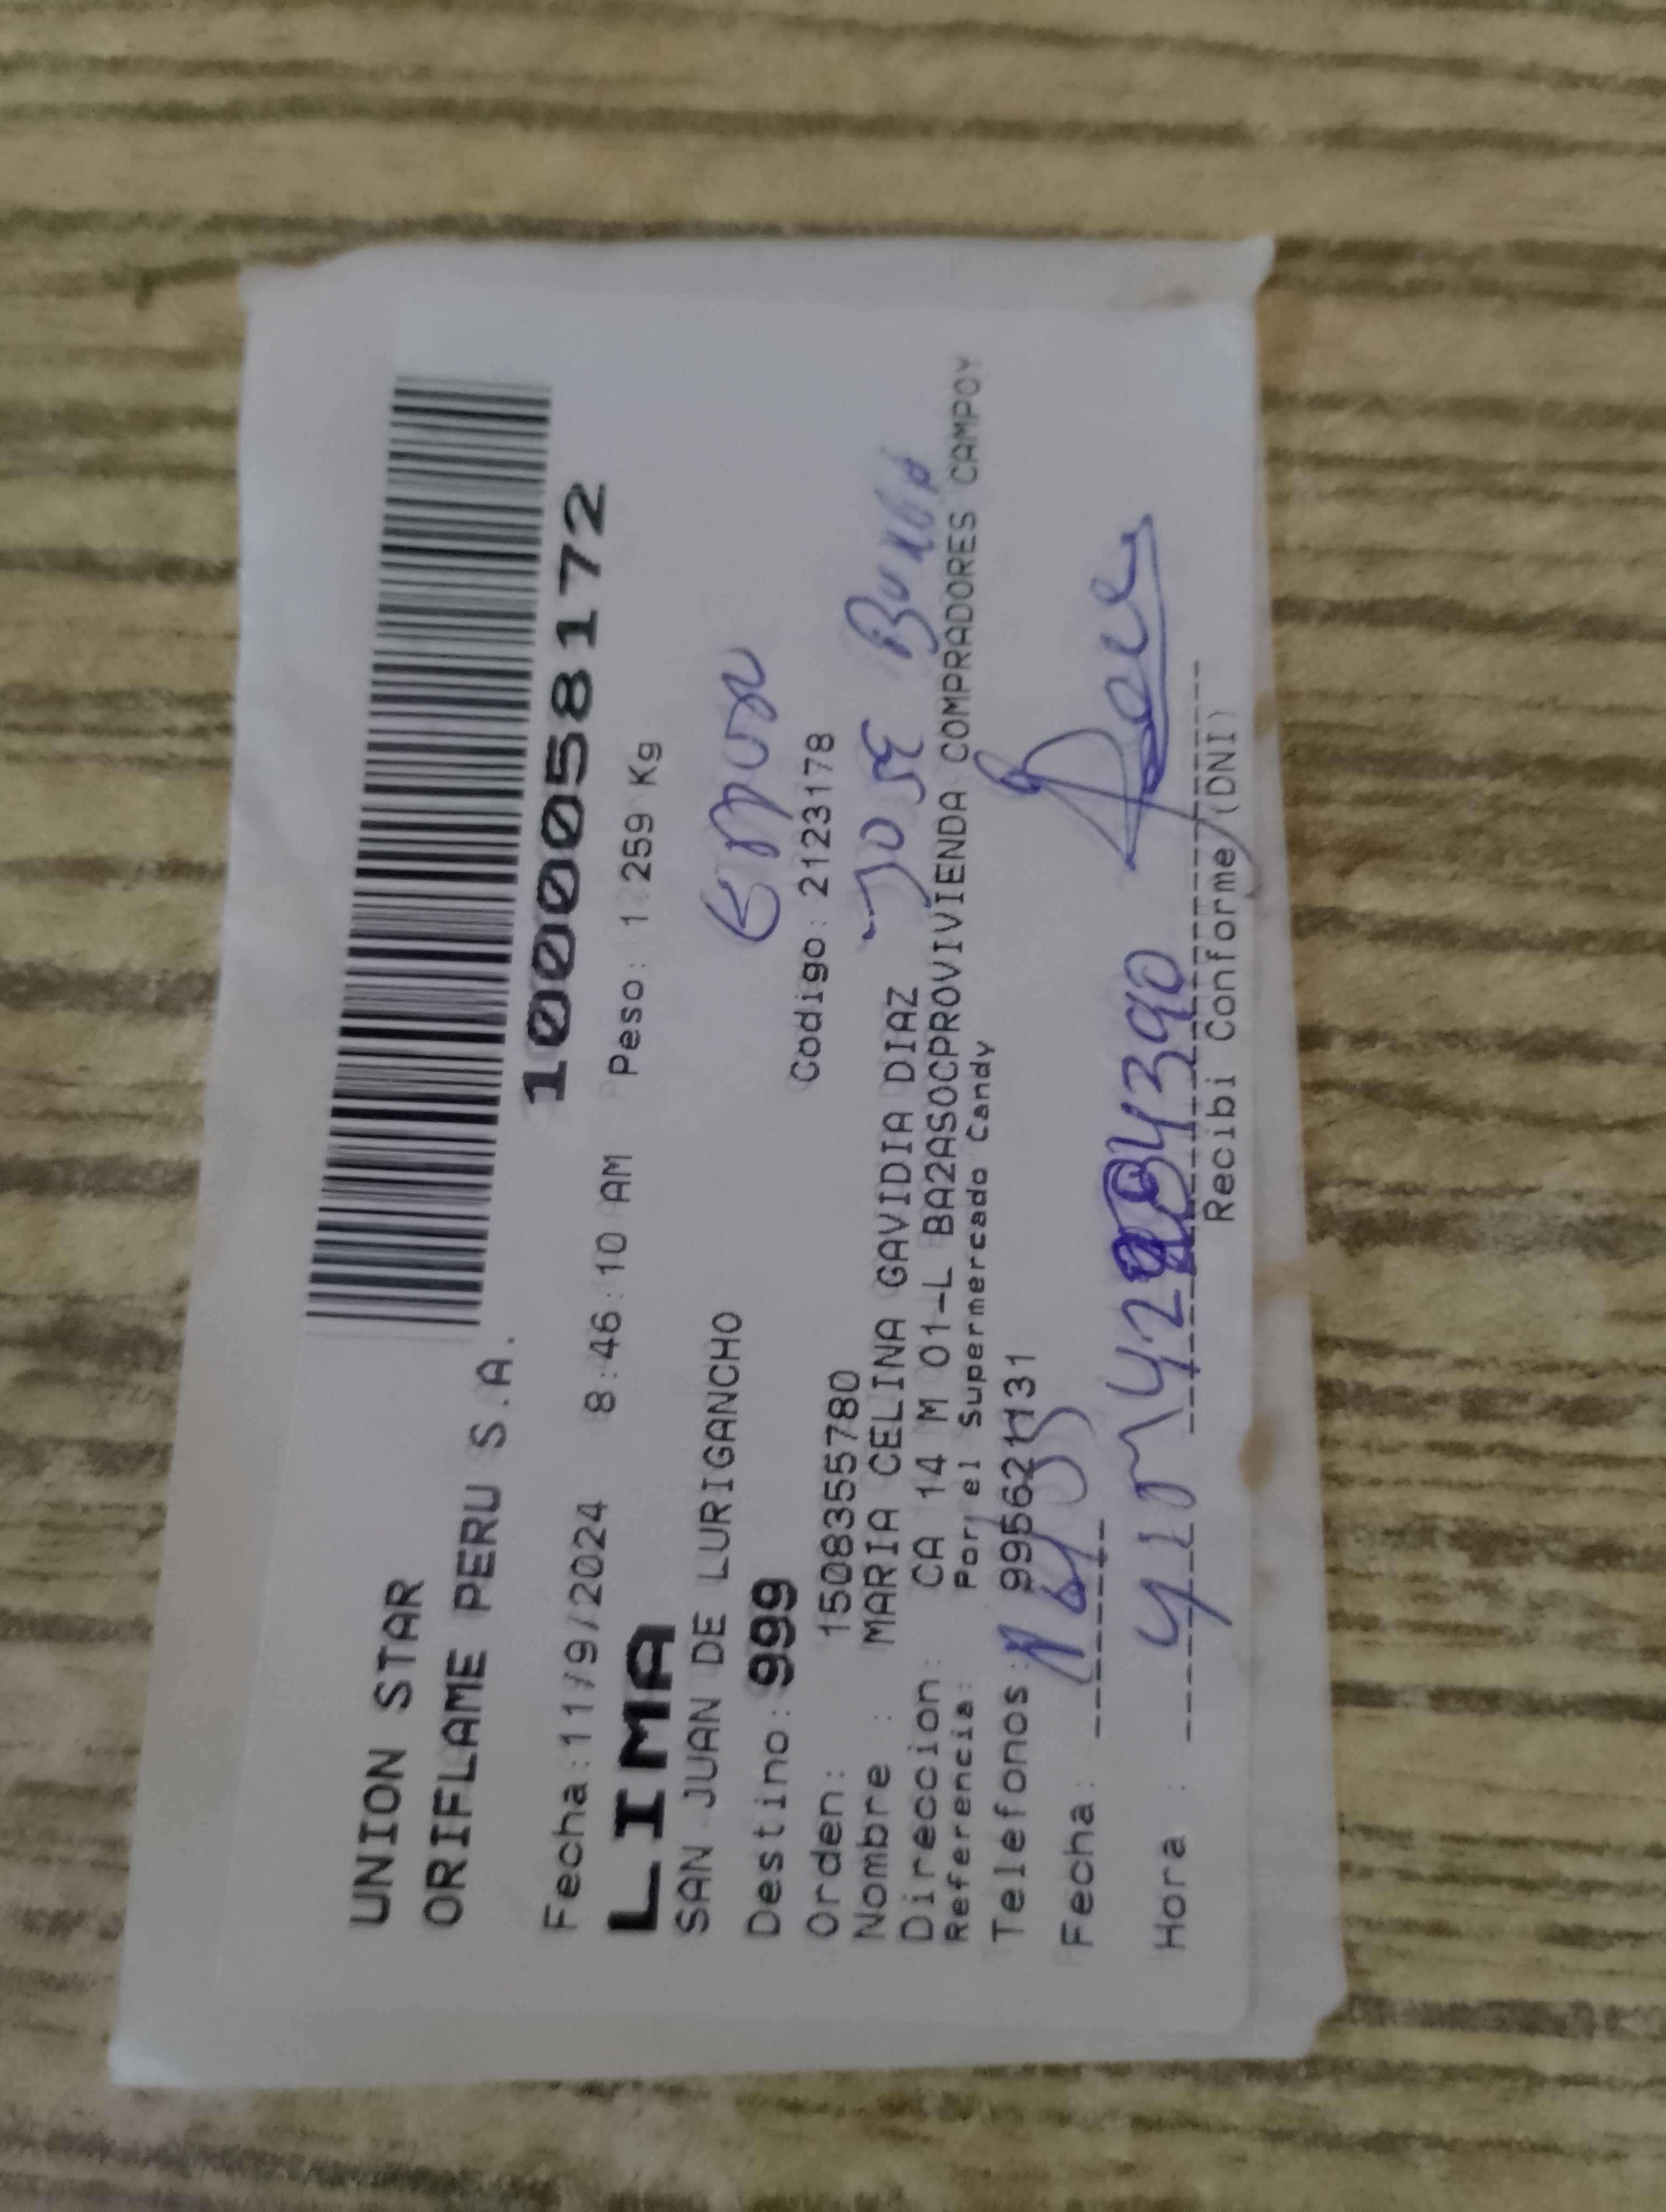 UNION STAR
ORIFLAME PERU S.A.
1000058172
Fecha:11/9/2024 8:46:10 AM Peso: 1.259 Kg
LIMA
SAN JUAN DE LURIGANCHO
Destino: 999
Orden: 1508355780 Codigo: 2123178
Nombre : MARIA CELINA GAVIDIA DIAZ
JOSE
Direccion: CA 14 M 01-L BA2ASOCPROVIVIENDA COMPRADORES CAMPOY
Referencia: Por el Supermercado Candy
Telefonos: 995621131
Fecha:
Hora :
Recibi Conforme (DNI)